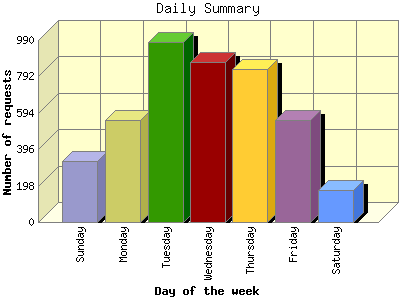 Daily Summary
Number of requests
990
792
594
396
198
0
Sunday
Monday
Tuesday
Wednesday
Thursday
Friday
Saturday
Day of the week